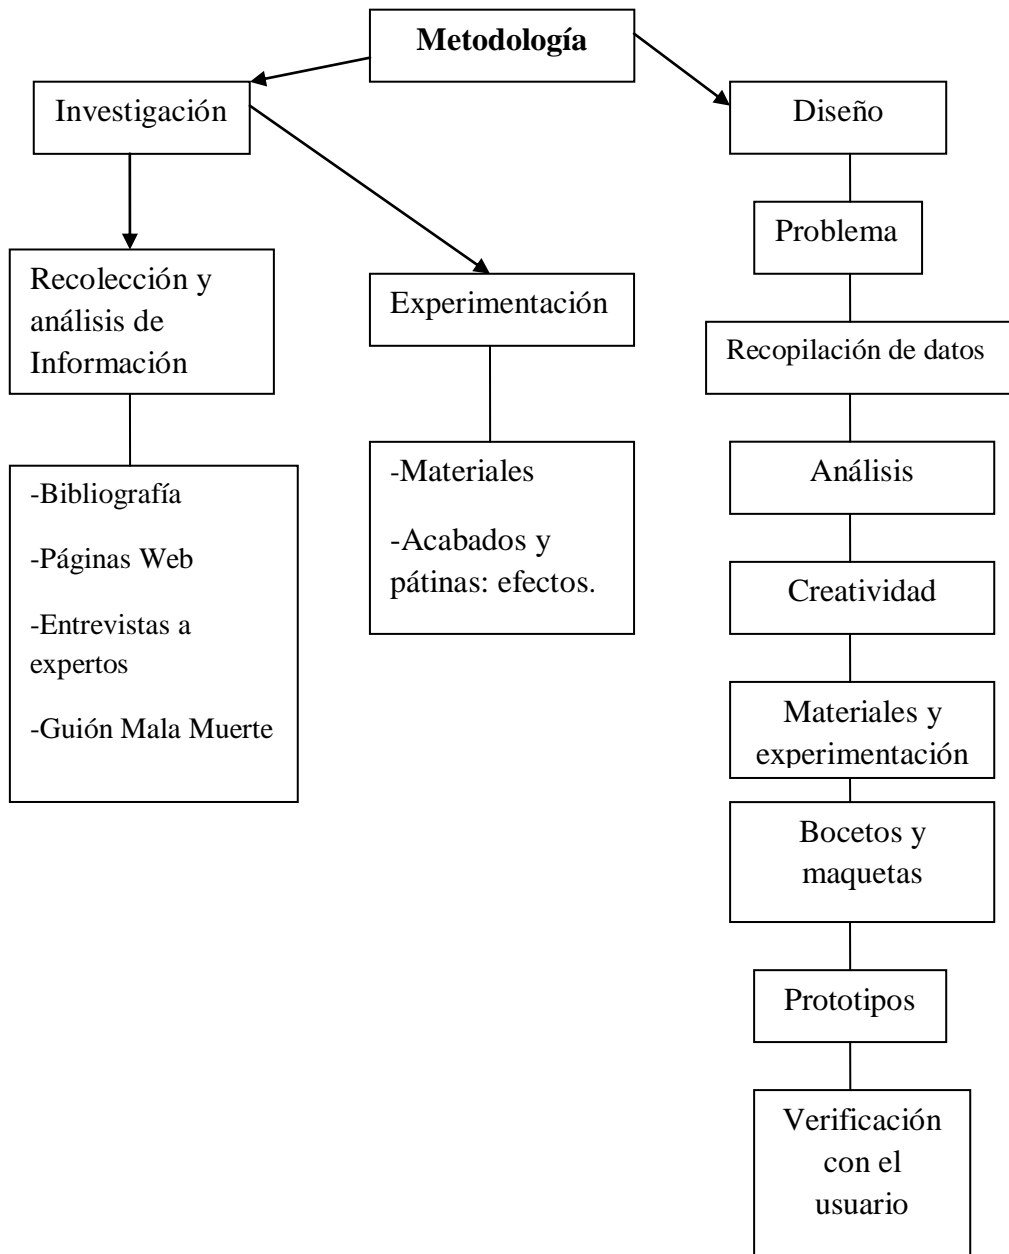 Metodología
Investigación
Diseño
Problema
Recolección y
análisis de
Información
Experimentación
Recopilación de datos
-Bibliografía
-Páginas Web
-Entrevistas a
expertos
-Guión Mala Muerte
-Materiales
-Acabados y
pátinas: efectos.
Análisis
Creatividad
Materiales y
experimentación
Bocetos y
maquetas
Prototipos
Verificación
con el
usuario